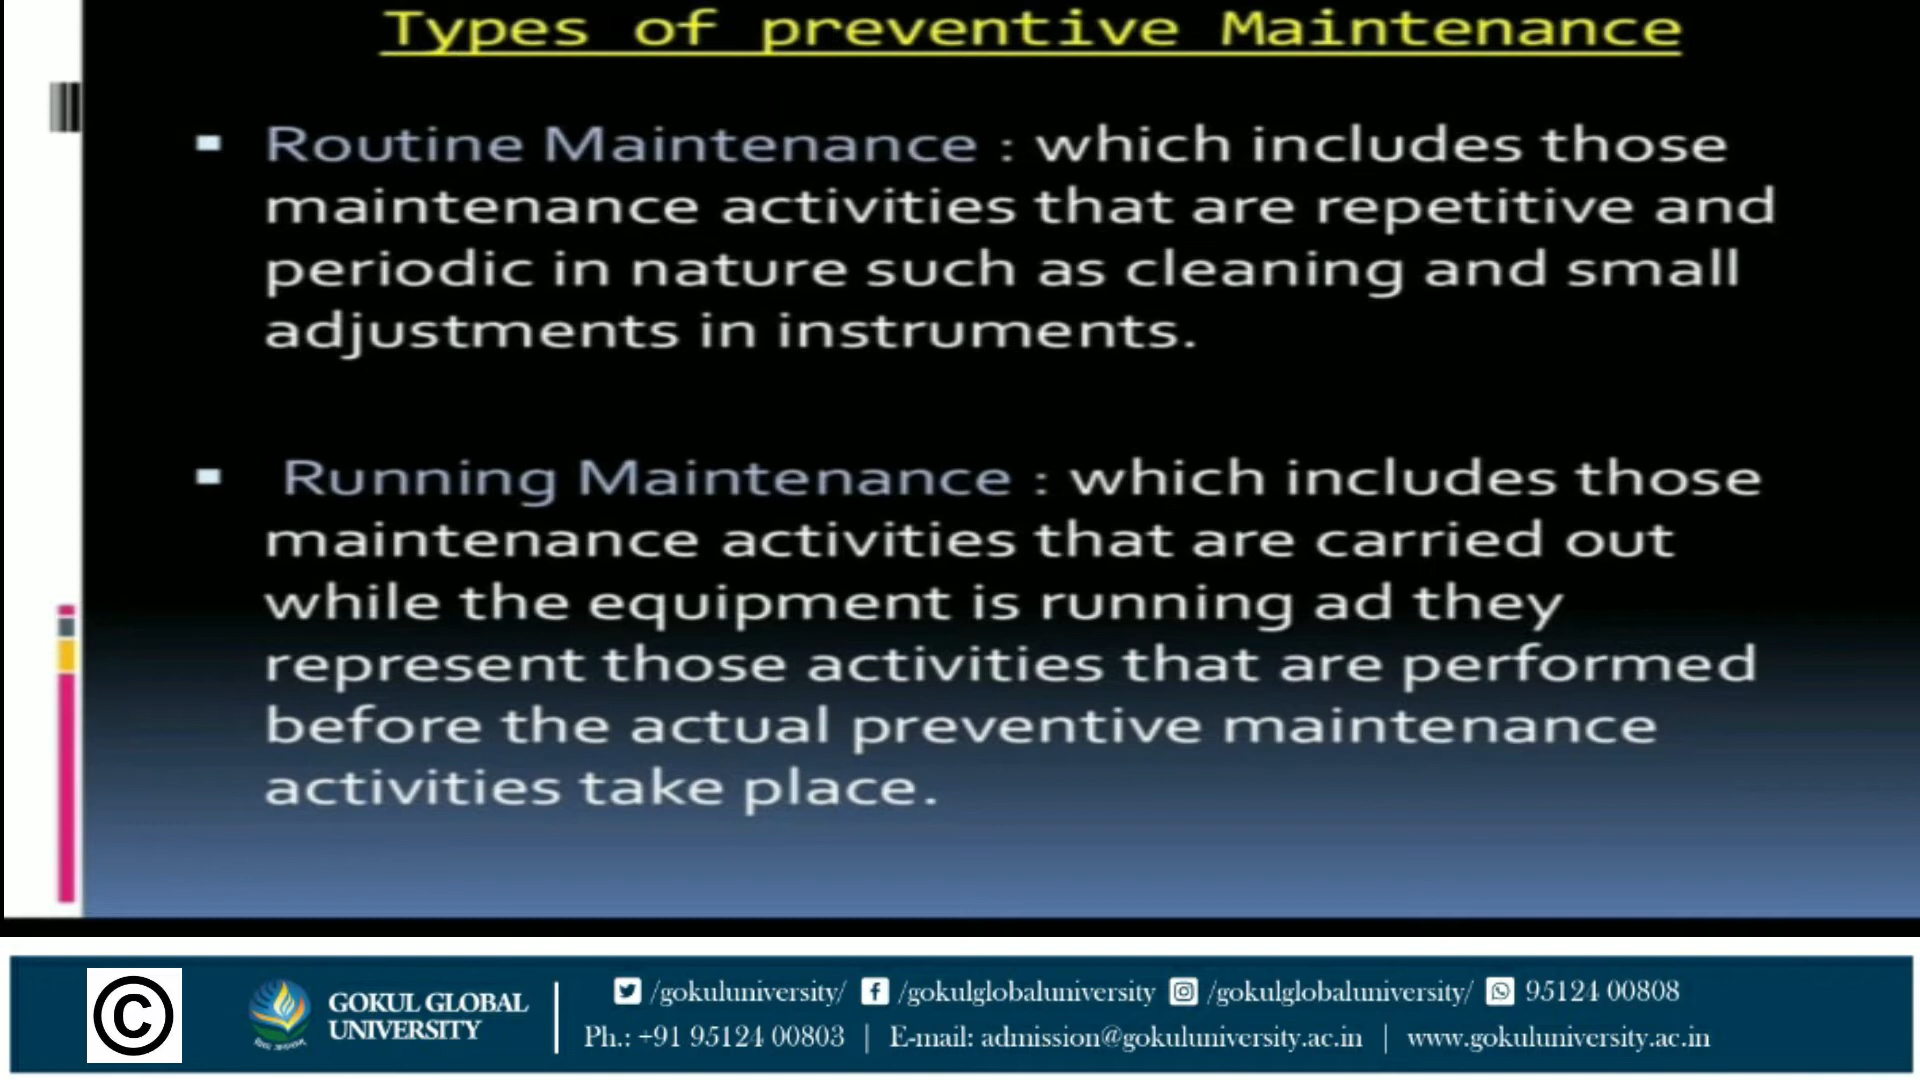 Types of preventive Maintenance
▪ Routine Maintenance : which includes those
maintenance activities that are repetitive and
periodic in nature such as cleaning and small
adjustments in instruments.
▪ Running Maintenance : which includes those
maintenance activities that are carried out
while the equipment is running ad they
represent those activities that are performed
before the actual preventive maintenance
activities take place.
©
GOKUL GLOBAL
UNIVERSITY
/gokuluniversity/ /gokulglobaluniversity /gokulglobaluniversity/ 95124 00808
Ph.: +91 95124 00803 | E-mail: admission@gokuluniversity.ac.in | www.gokuluniversity.ac.in